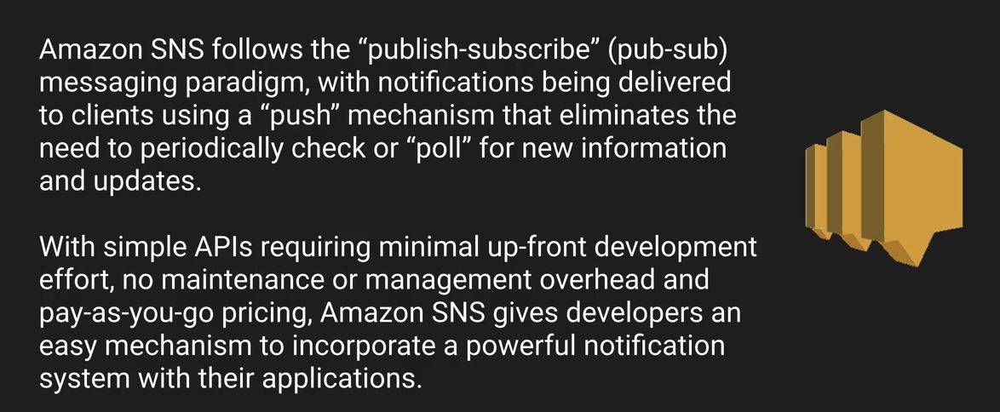 Amazon SNS follows the “publish-subscribe” (pub-sub)
messaging paradigm, with notifications being delivered
to clients using a “push” mechanism that eliminates the
need to periodically check or “poll” for new information
and updates.
With simple APIs requiring minimal up-front development
effort, no maintenance or management overhead and
pay-as-you-go pricing, Amazon SNS gives developers an
easy mechanism to incorporate a powerful notification
system with their applications.